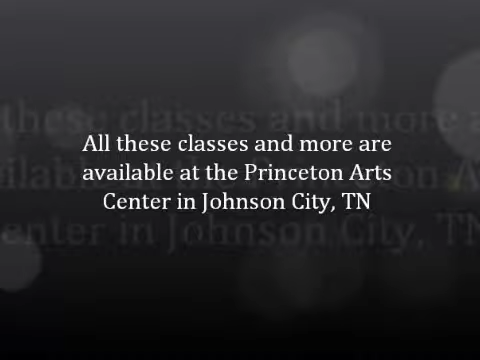 All these classes and more are
available at the Princeton Arts
Center in Johnson City, TN